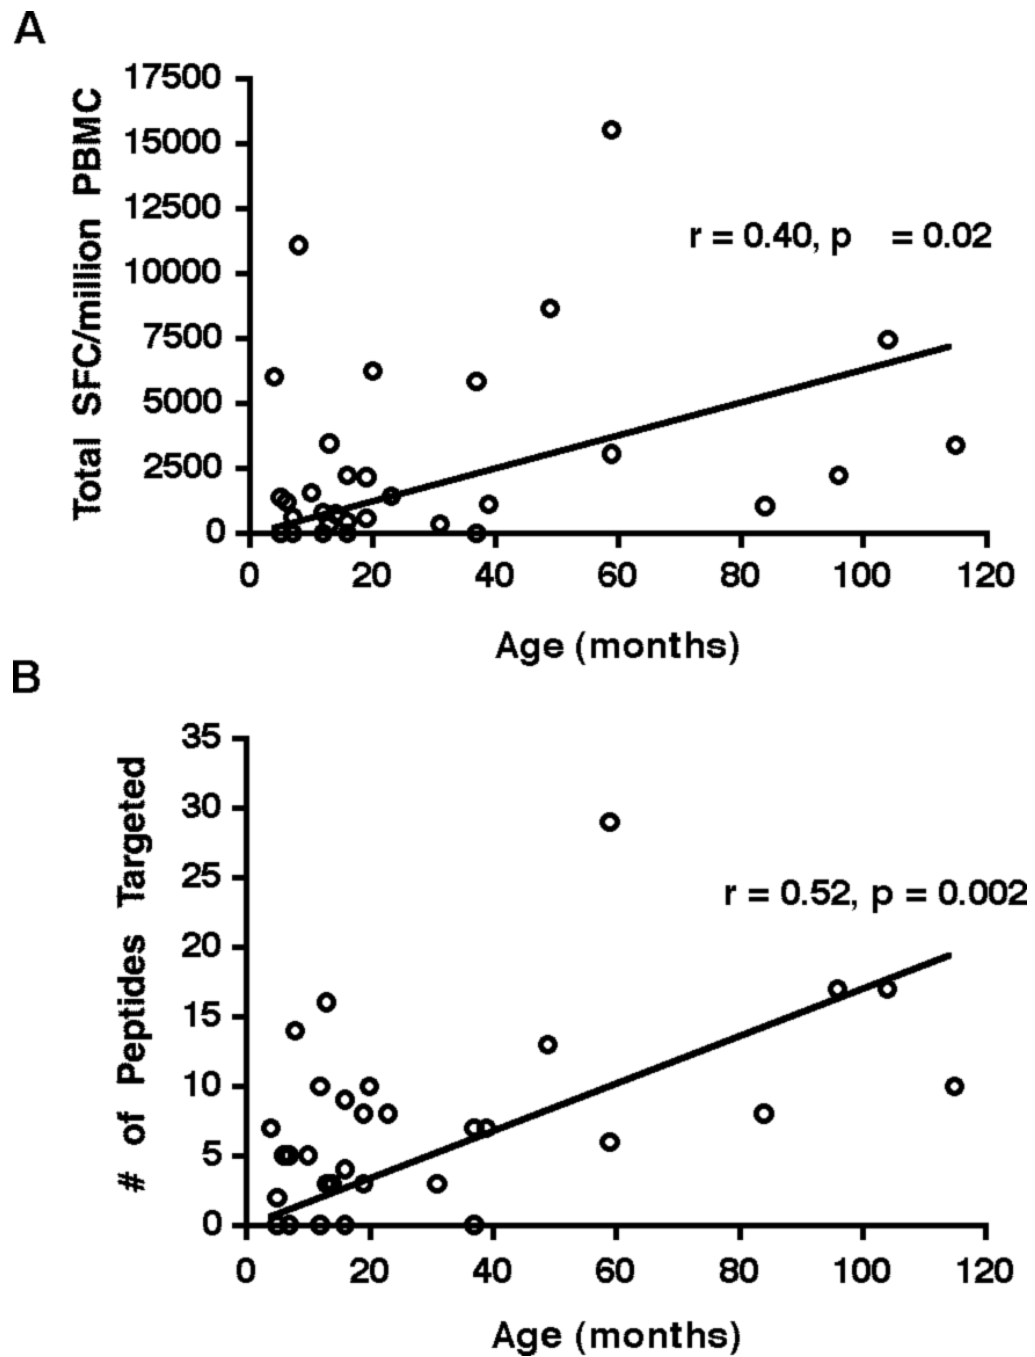 A
Total SFC/million PBMC
17500
15000
12500
10000
7500
5000
2500
0
r = 0.40, p = 0.02
0 20 40 60 80 100 120
Age (months)
B
# of Peptides Targeted
35
30
25
20
15
10
5
0
r = 0.52, p = 0.002
0 20 40 60 80 100 120
Age (months)